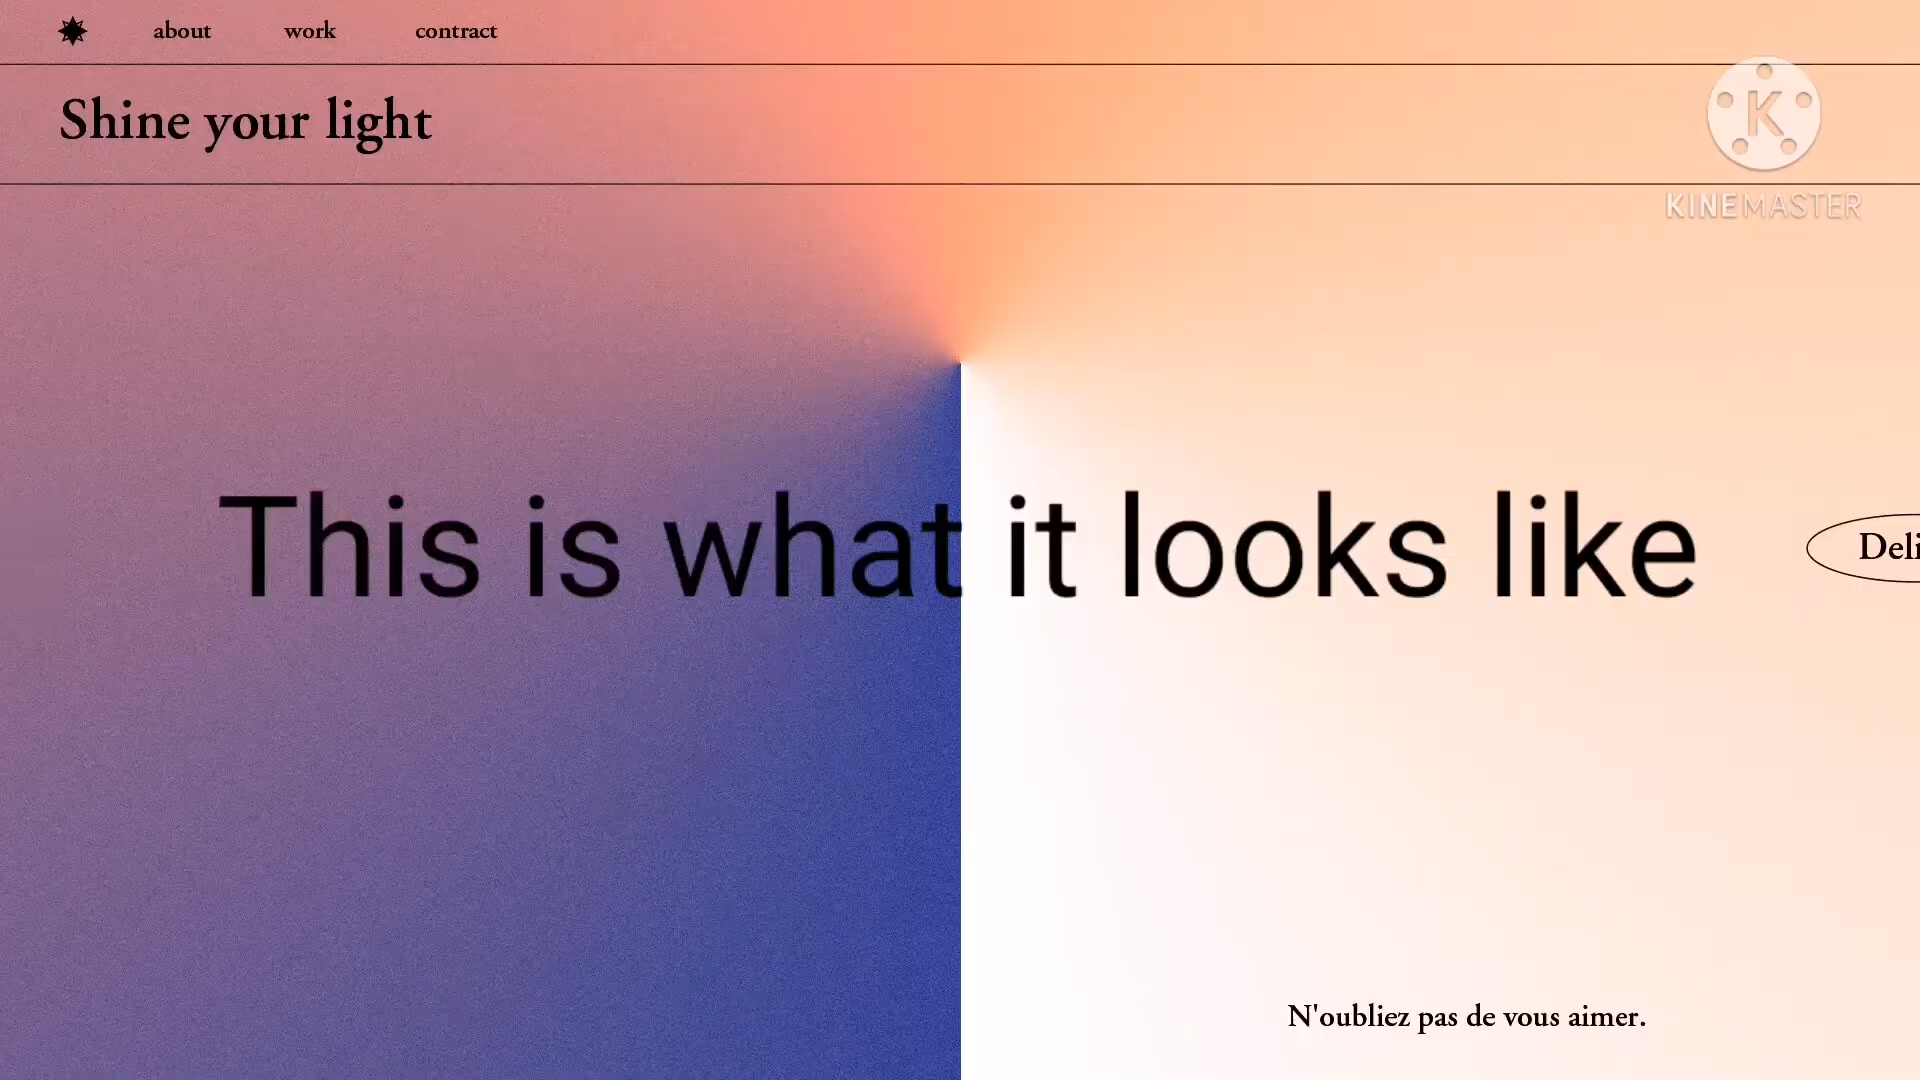 about work contract
Shine your light
K
KINEMASTER
This is what it looks like
N'oubliez pas de vous aimer.